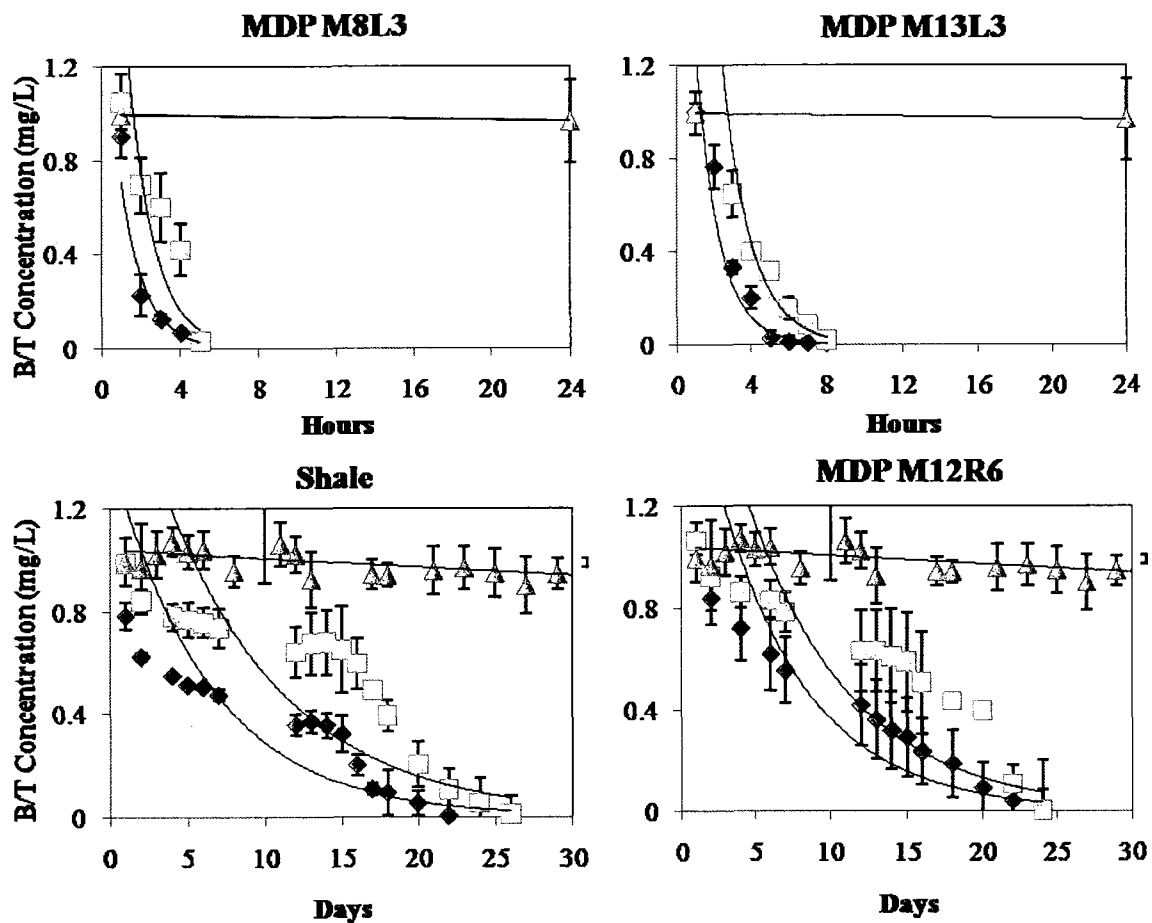 MDP M8L3
MDP M13L3
B/T Concentration (mg/L)
1.2
0.8
0.4
0
0 4 8 12 16 20 24
Hours
1.2
0.8
0.4
0
0 4 8 12 16 20 24
Hours
Shale
MDP M12R6
B/T Concentration (mg/L)
1.2
0.8
0.4
0
0 5 10 15 20 25 30
Days
1.2
0.8
0.4
0
0 5 10 15 20 25 30
Days